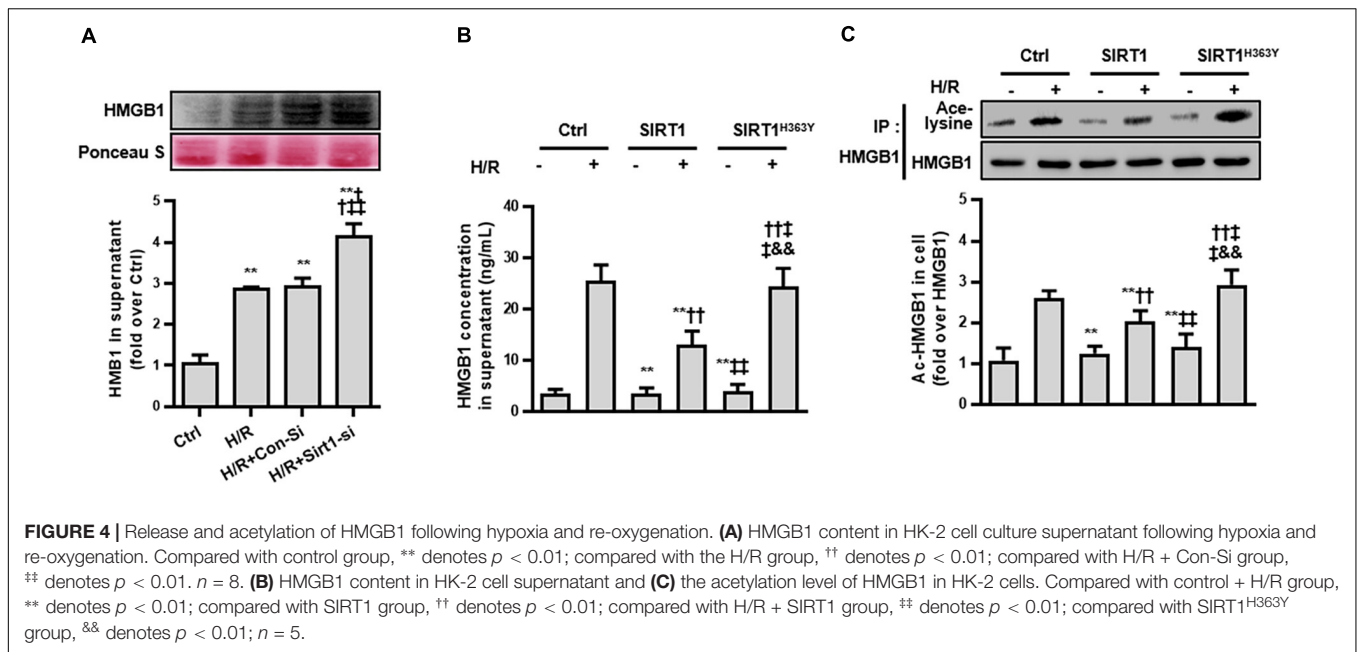 A
HMGB1
Ponceau S
HMB1 In supernatant
(fold over Ctrl)
5
4
3
2
1
0
**
**
**†
†‡‡
Ctrl
H/R
H/R+Con-Si
H/R+Sirt1-si
B
Ctrl SIRT1 SIRT1H363Y
H/R - + - + - +
HMGB1 concentration
in supernatant (ng/mL)
40
30
20
10
0
**
**††
**‡‡
††‡
‡&&
C
Ctrl SIRT1 SIRT1H363Y
H/R - + - + - +
IP :
HMGB1
Ace-
lysine
HMGB1
Ac-HMGB1 in cell
(fold over HMGB1)
5
4
3
2
1
0
**
**††
**‡‡
††‡
‡&&
FIGURE 4 | Release and acetylation of HMGB1 following hypoxia and re-oxygenation. (A) HMGB1 content in HK-2 cell culture supernatant following hypoxia and
re-oxygenation. Compared with control group, ** denotes p < 0.01; compared with the H/R group, †† denotes p < 0.01; compared with H/R + Con-Si group,
‡‡ denotes p < 0.01. n = 8. (B) HMGB1 content in HK-2 cell supernatant and (C) the acetylation level of HMGB1 in HK-2 cells. Compared with control + H/R group,
** denotes p < 0.01; compared with SIRT1 group, †† denotes p < 0.01; compared with H/R + SIRT1 group, ‡‡ denotes p < 0.01; compared with SIRT1H363Y
group, && denotes p < 0.01; n = 5.